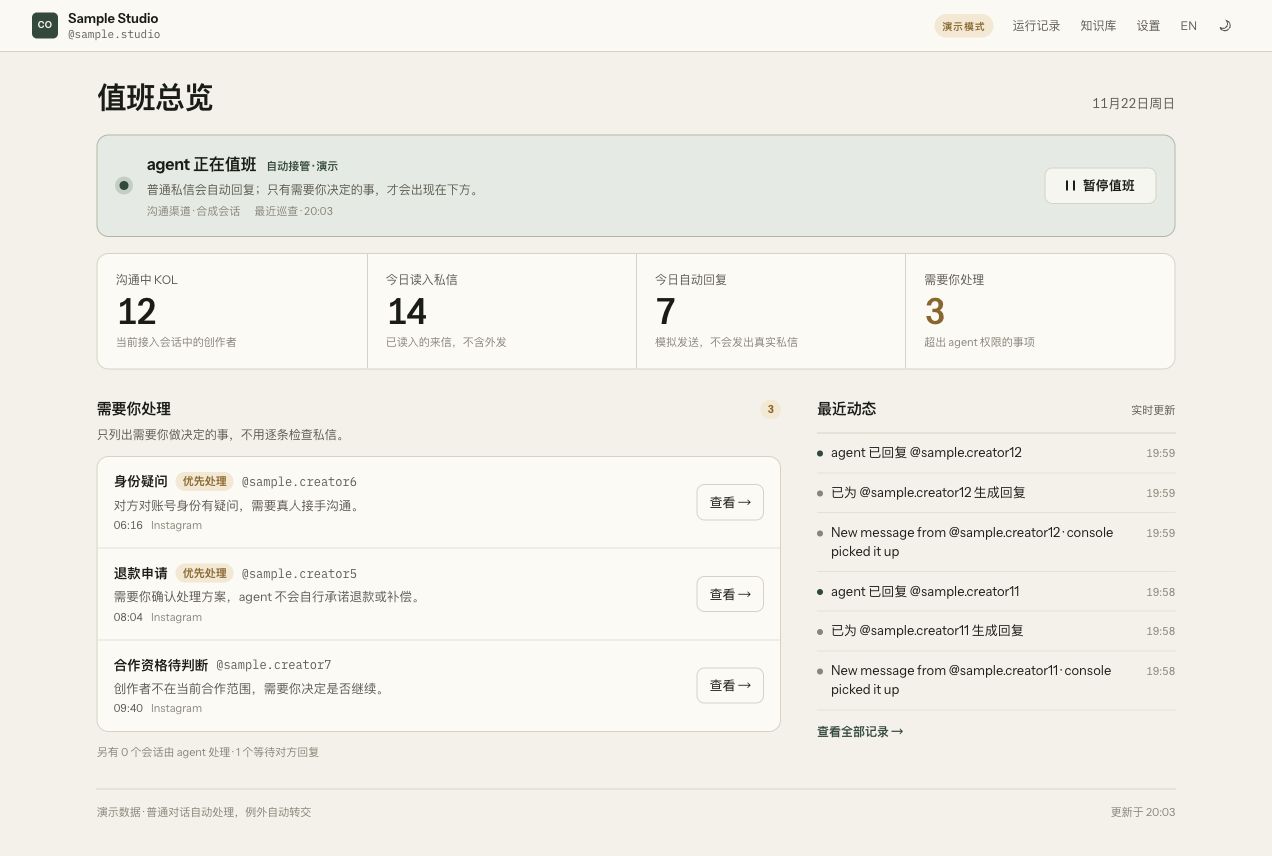 CO
Sample Studio
@sample.studio
演示模式 运行记录 知识库 设置 EN
值班总览
11月22日周日
agent 正在值班 自动接管·演示
普通私信会自动回复；只有需要你决定的事，才会出现在下方。
沟通渠道·合成会话 最近巡查·20:03
暂停值班
沟通中 KOL
12
当前接入会话中的创作者
今日读入私信
14
已读入的来信，不含外发
今日自动回复
7
模拟发送，不会发出真实私信
需要你处理
3
超出 agent 权限的事项
需要你处理
3
只列出需要你做决定的事，不用逐条检查私信。
身份疑问 优先处理 @sample.creator6
对方对账号身份有疑问，需要真人接手沟通。
06:16 Instagram
查看 →
退款申请 优先处理 @sample.creator5
需要你确认处理方案，agent 不会自行承诺退款或补偿。
08:04 Instagram
查看 →
合作资格待判断 @sample.creator7
创作者不在当前合作范围，需要你决定是否继续。
09:40 Instagram
查看 →
另有 0 个会话由 agent 处理·1 个等待对方回复
最近动态
实时更新
agent 已回复 @sample.creator12 19:59
已为 @sample.creator12 生成回复 19:59
New message from @sample.creator12 · console 19:59
picked it up
agent 已回复 @sample.creator11 19:58
已为 @sample.creator11 生成回复 19:58
New message from @sample.creator11 · console 19:58
picked it up
查看全部记录 →
演示数据·普通对话自动处理，例外自动转交
更新于 20:03